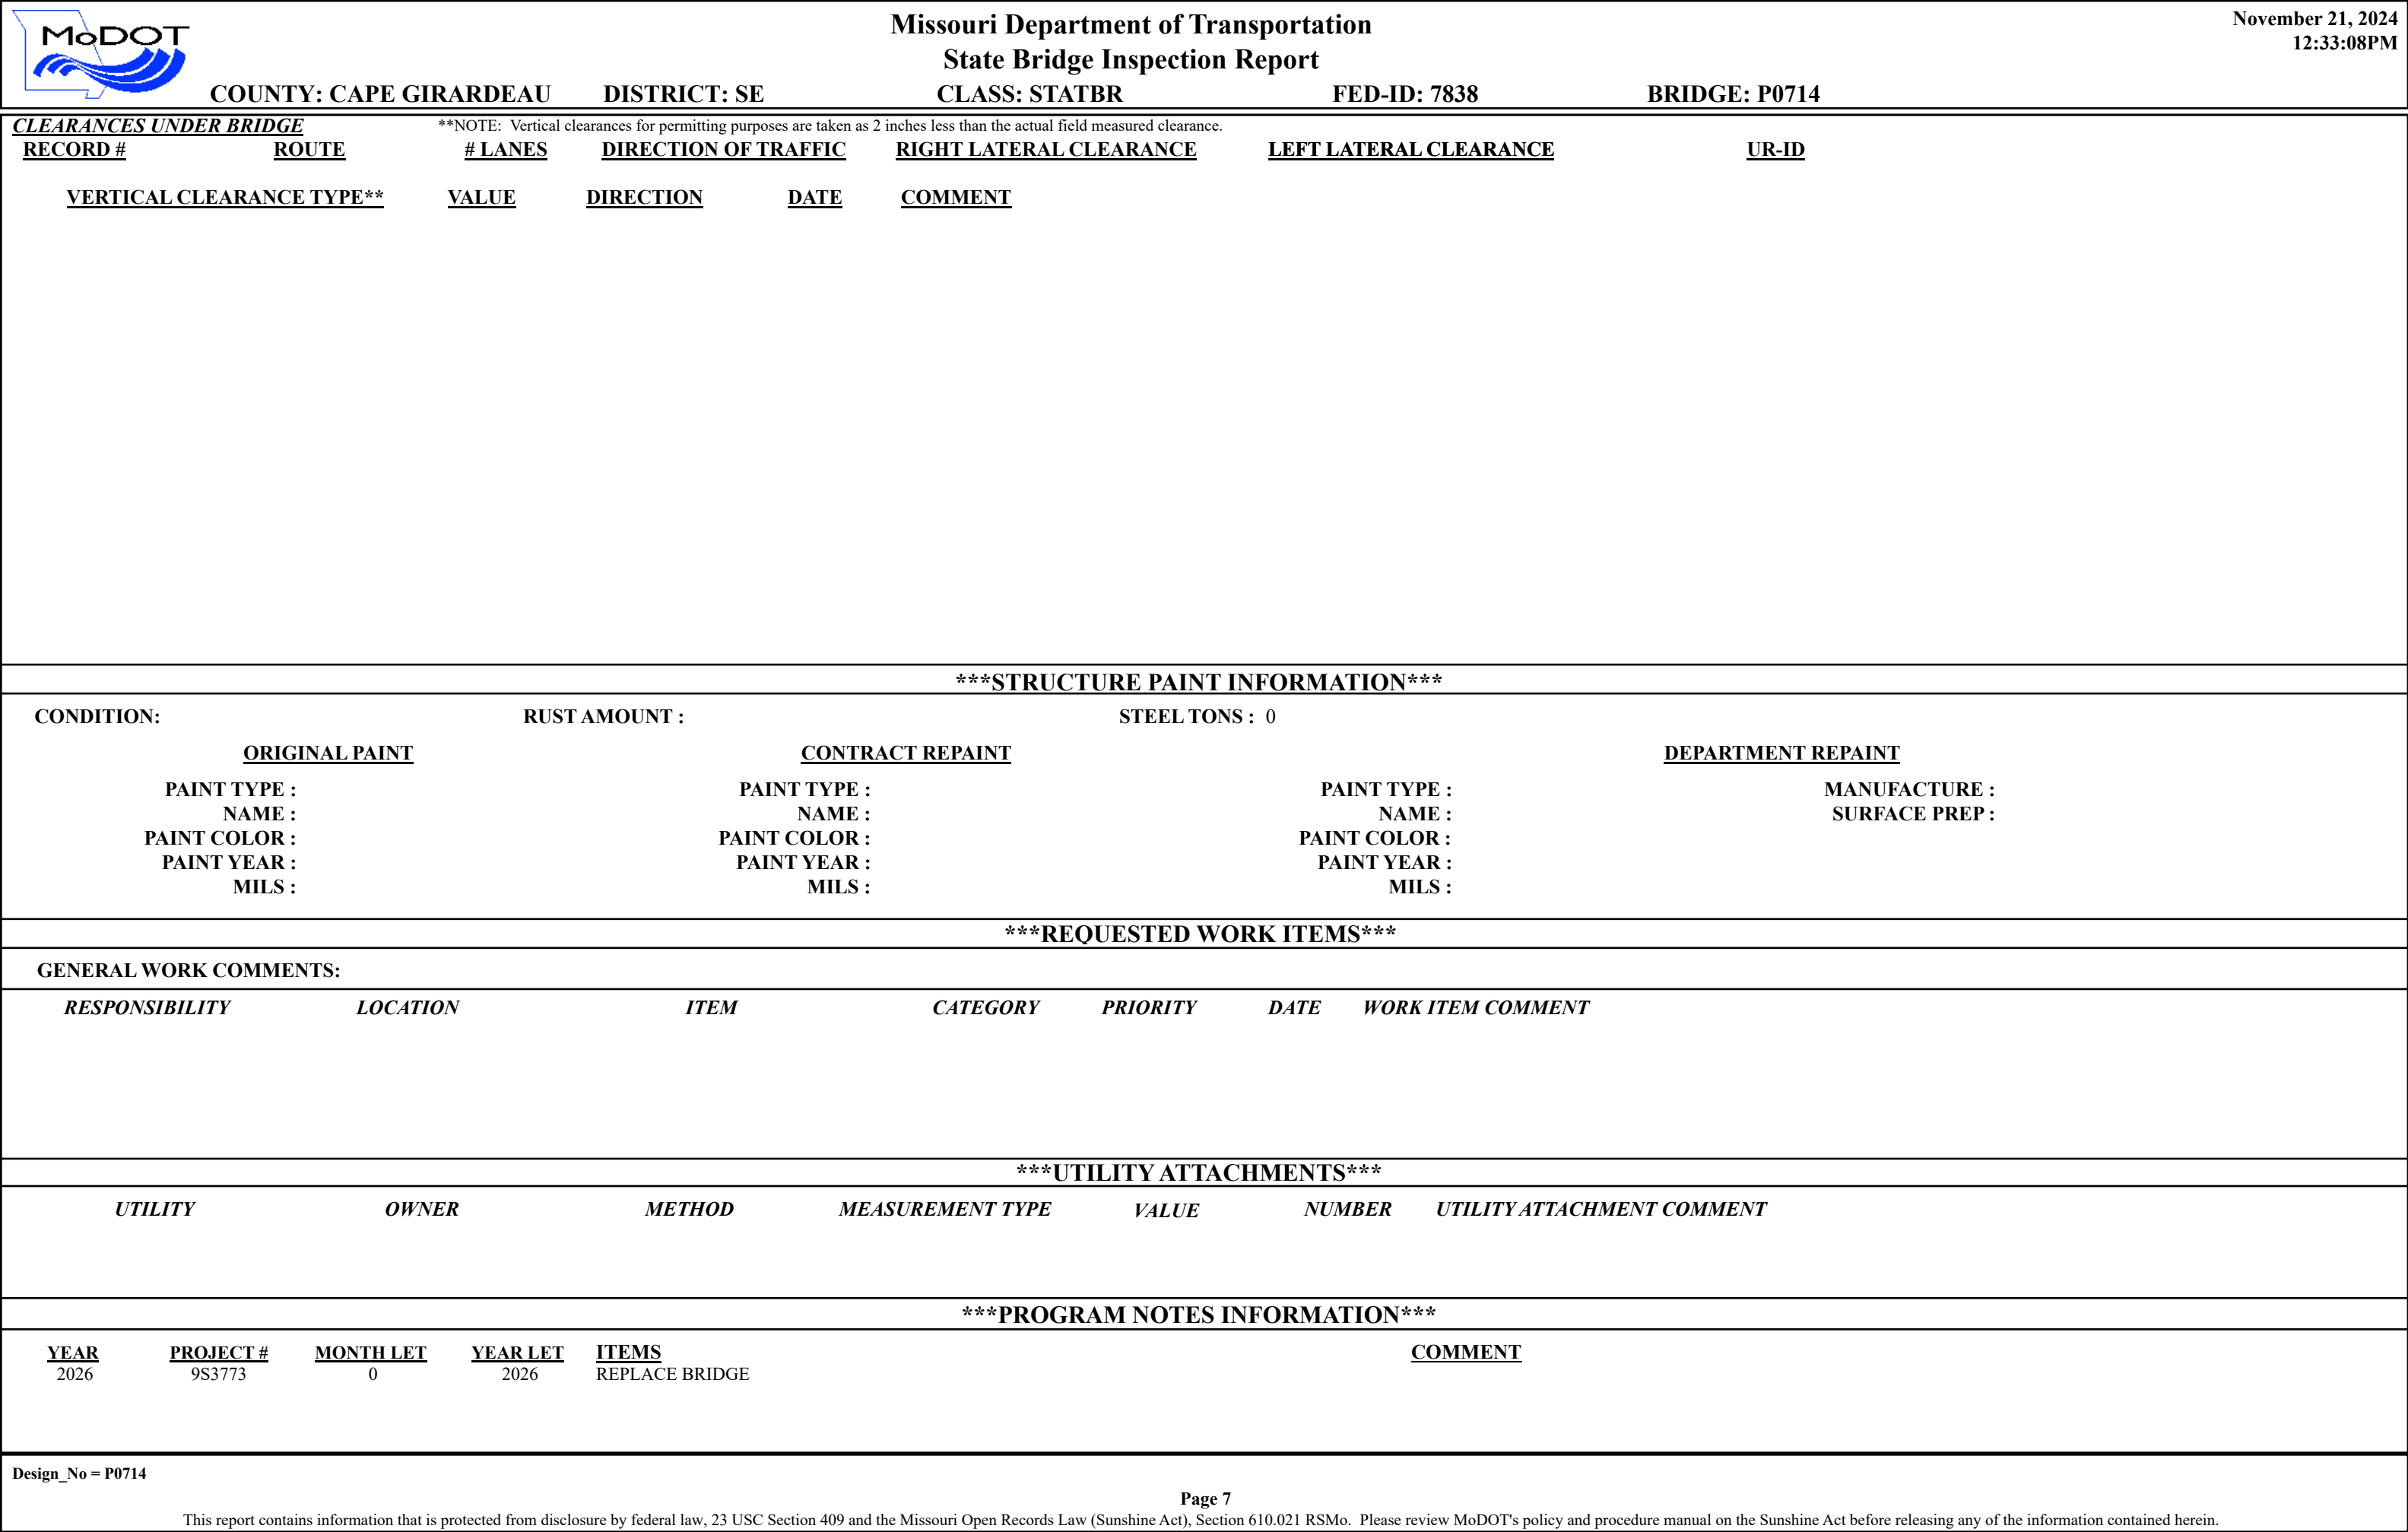 MoDOT
Missouri Department of Transportation
State Bridge Inspection Report
November 21, 2024
12:33:08PM
COUNTY: CAPE GIRARDEAU DISTRICT: SE CLASS: STATBR FED-ID: 7838 BRIDGE: P0714
CLEARANCES UNDER BRIDGE **NOTE: Vertical clearances for permitting purposes are taken as 2 inches less than the actual field measured clearance.
RECORD # ROUTE # LANES DIRECTION OF TRAFFIC RIGHT LATERAL CLEARANCE LEFT LATERAL CLEARANCE UR-ID
VERTICAL CLEARANCE TYPE** VALUE DIRECTION DATE COMMENT
***STRUCTURE PAINT INFORMATION***
CONDITION: RUST AMOUNT : STEEL TONS : 0
ORIGINAL PAINT CONTRACT REPAINT DEPARTMENT REPAINT
PAINT TYPE : PAINT TYPE : PAINT TYPE : MANUFACTURE :
NAME : NAME : NAME : SURFACE PREP :
PAINT COLOR : PAINT COLOR : PAINT COLOR :
PAINT YEAR : PAINT YEAR : PAINT YEAR :
MILS : MILS : MILS :
***REQUESTED WORK ITEMS***
GENERAL WORK COMMENTS:
RESPONSIBILITY LOCATION ITEM CATEGORY PRIORITY DATE WORK ITEM COMMENT
***UTILITY ATTACHMENTS***
UTILITY OWNER METHOD MEASUREMENT TYPE VALUE NUMBER UTILITY ATTACHMENT COMMENT
***PROGRAM NOTES INFORMATION***
YEAR PROJECT # MONTH LET YEAR LET ITEMS COMMENT
2026 9S3773 0 2026 REPLACE BRIDGE
Design_No = P0714
Page 7
This report contains information that is protected from disclosure by federal law, 23 USC Section 409 and the Missouri Open Records Law (Sunshine Act), Section 610.021 RSMo. Please review MoDOT's policy and procedure manual on the Sunshine Act before releasing any of the information contained herein.